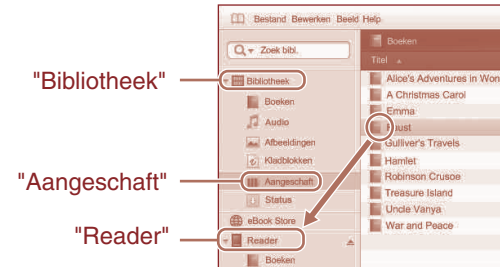 Bestand Bewerken Beeld Help
Zoek bibl.
Boeken
Titel
"Bibliotheek"
Bibliotheek
Boeken
Audio
Afbeeldingen
Kladblokken
"Aangeschaft"
Aangeschaft
Status
eBook Store
"Reader"
Reader
Boeken
Alice's Adventures in Won
A Christmas Carol
Emma
Faust
Gulliver's Travels
Hamlet
Robinson Crusoe
Treasure Island
Uncle Vanya
War and Peace